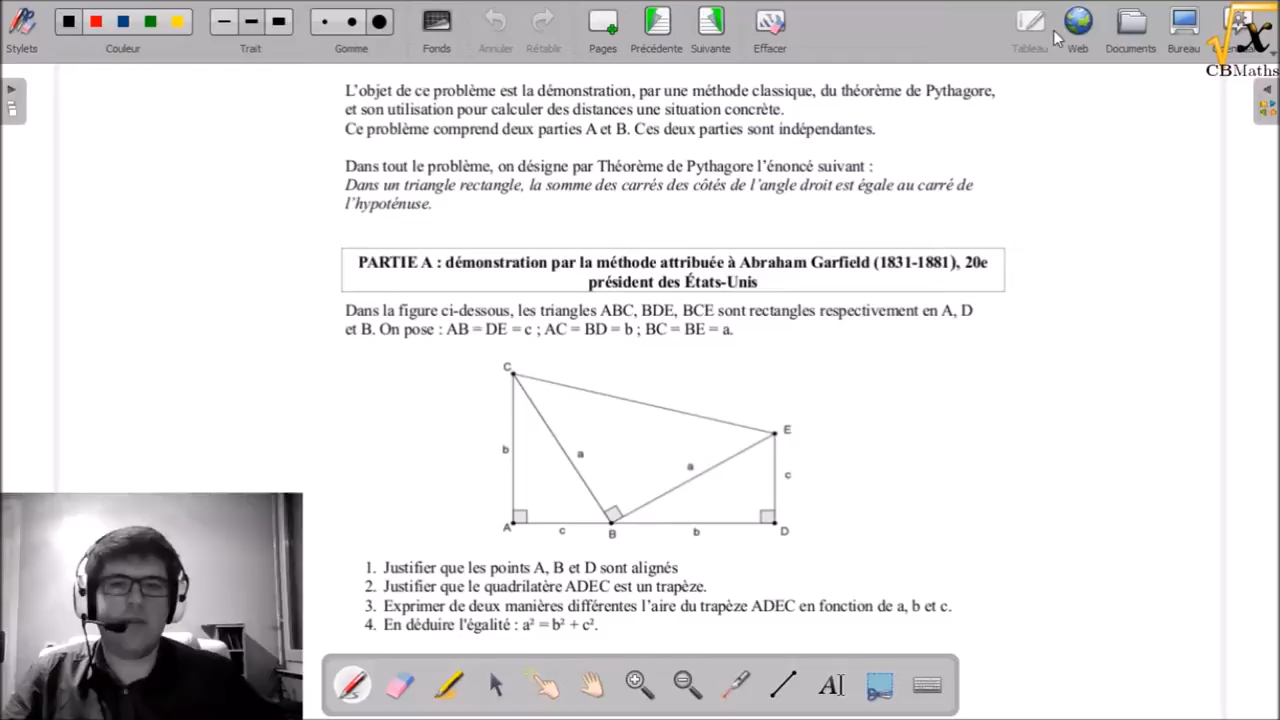 Stylets
Couleur
Trait
Gomme
Fonds
Annuler
Rétablir
Pages
Précédente
Suivante
Effacer
Tableau
Web
Documents
Bureau
√x
CBMaths
L'objet de ce problème est la démonstration, par une méthode classique, du théorème de Pythagore,
et son utilisation pour calculer des distances une situation concrète.
Ce problème comprend deux parties A et B. Ces deux parties sont indépendantes.
Dans tout le problème, on désigne par Théorème de Pythagore l'énoncé suivant :
Dans un triangle rectangle, la somme des carrés des côtés de l'angle droit est égale au carré de
l'hypoténuse.
PARTIE A : démonstration par la méthode attribuée à Abraham Garfield (1831-1881), 20e
président des États-Unis
Dans la figure ci-dessous, les triangles ABC, BDE, BCE sont rectangles respectivement en A, D
et B. On pose : AB = DE = c ; AC = BD = b ; BC = BE = a.
C
E
b
a
a
c
A
c
B
b
D
1. Justifier que les points A, B et D sont alignés
2. Justifier que le quadrilatère ADEC est un trapèze.
3. Exprimer de deux manières différentes l'aire du trapèze ADEC en fonction de a, b et c.
4. En déduire l'égalité : a² = b² + c².
AI